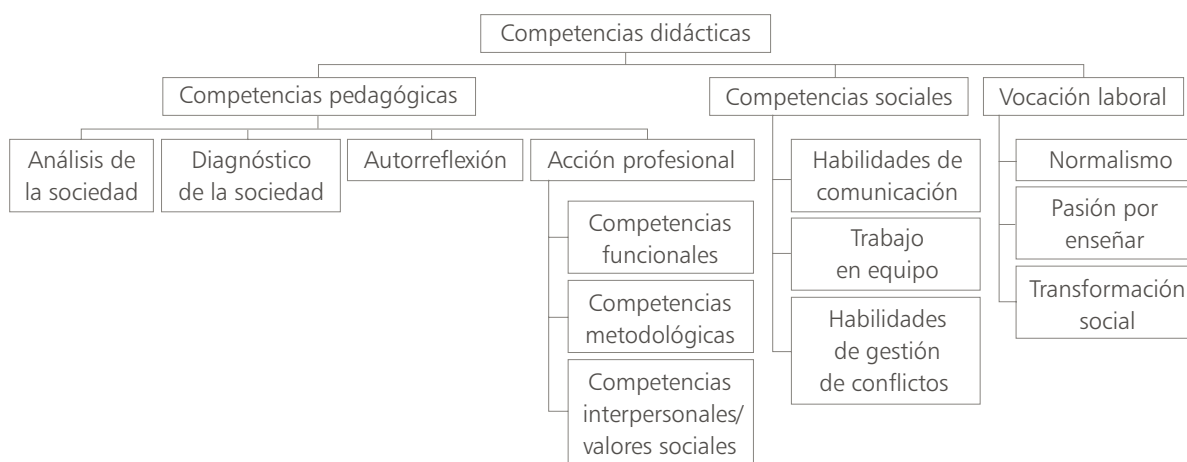 Competencias didácticas
Competencias pedagógicas
Competencias sociales
Vocación laboral
Análisis de
la sociedad
Diagnóstico
de la sociedad
Autorreflexión
Acción profesional
Competencias
funcionales
Competencias
metodológicas
Competencias
interpersonales/
valores sociales
Habilidades de
comunicación
Trabajo
en equipo
Habilidades
de gestión
de conflictos
Normalismo
Pasión por
enseñar
Transformación
social